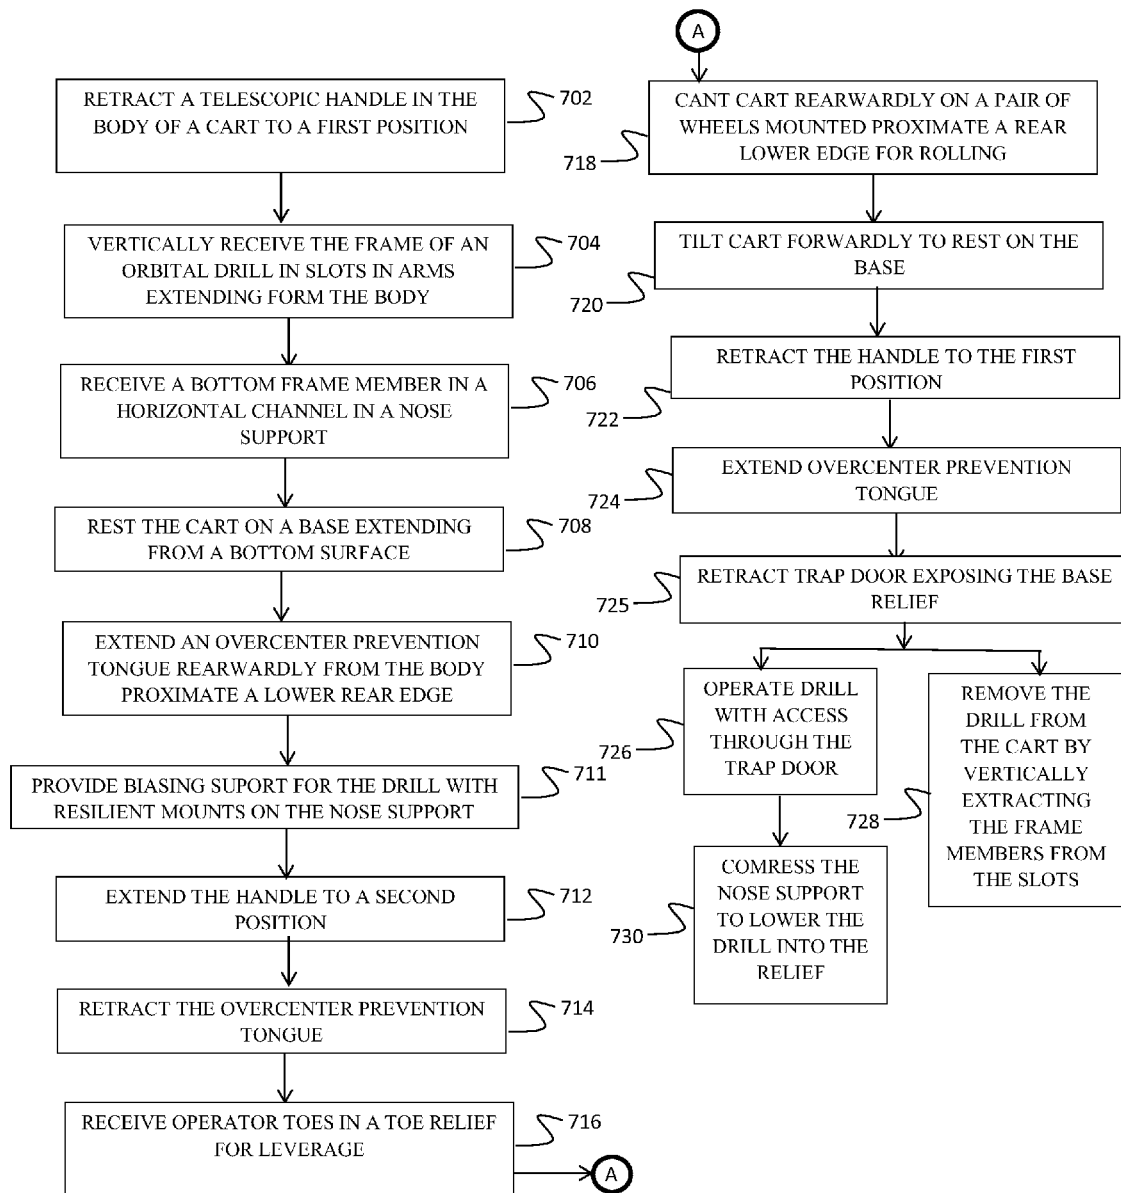 RETRACT A TELESCOPIC HANDLE IN THE
BODY OF A CART TO A FIRST POSITION
702
VERTICALLY RECEIVE THE FRAME OF AN
ORBITAL DRILL IN SLOTS IN ARMS
EXTENDING FORM THE BODY
704
RECEIVE A BOTTOM FRAME MEMBER IN A
HORIZONTAL CHANNEL IN A NOSE
SUPPORT
706
REST THE CART ON A BASE EXTENDING
FROM A BOTTOM SURFACE
708
EXTEND AN OVERCENTER PREVENTION
TONGUE REARWARDLY FROM THE BODY
PROXIMATE A LOWER REAR EDGE
710
PROVIDE BIASING SUPORT FOR THE DRILL WITH
RESILIENT MOUNTS ON THE NOSE SUPPORT
711
EXTEND THE HANDLE TO A SECOND
POSITION
712
RETRACT THE OVERCENTER PREVENTION
TONGUE
714
RECEIVE OPERATOR TOES IN A TOE RELIEF
FOR LEVERAGE
716
A
A
CANT CART REARWARDLY ON A PAIR OF
WHEELS MOUNTED PROXIMATE A REAR
LOWER EDGE FOR ROLLING
718
TILT CART FORWARDLY TO REST ON THE
BASE
720
RETRACT THE HANDLE TO THE FIRST
POSITION
722
EXTEND OVERCENTER PREVENTION
TONGUE
724
RETRACT TRAP DOOR EXPOSING THE BASE
RELIEF
725
OPERATE DRILL
WITH ACCESS
THROUGH THE
TRAP DOOR
726
REMOVE THE
DRILL FROM
THE CART BY
VERTICALLY
EXTRACTING
THE FRAME
MEMBERS FROM
THE SLOTS
728
COMRESS THE
NOSE SUPPORT
TO LOWER THE
DRILL INTO THE
RELIEF
730